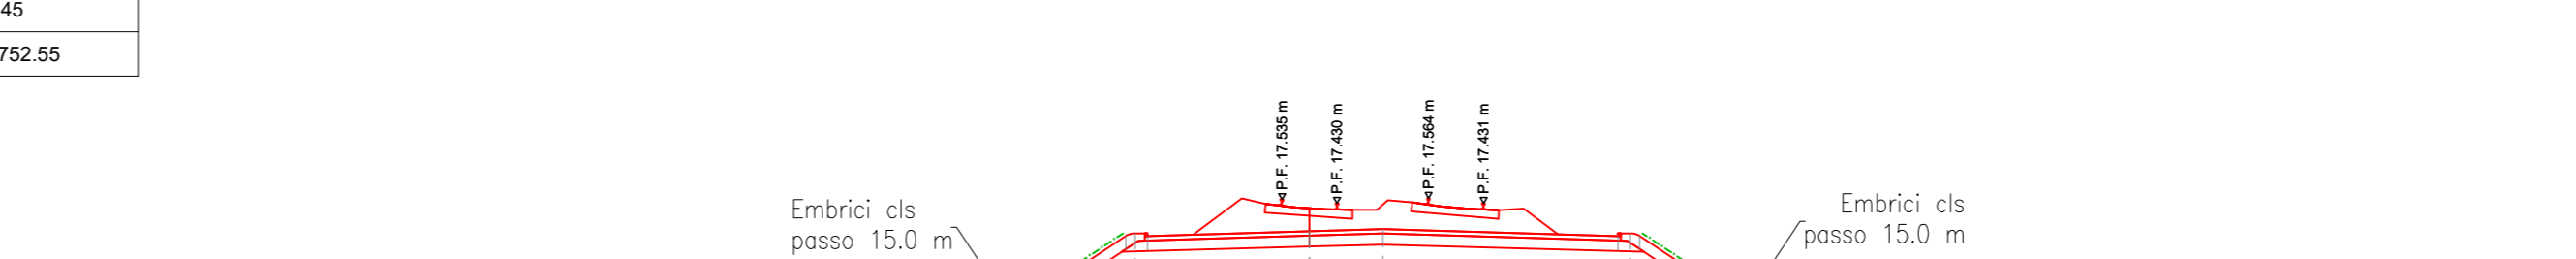 45
752.55
P.F. 17.535 m
P.F. 17.430 m
P.F. 17.564 m
P.F. 17.431 m
Embrici cls
passo 15.0 m
Embrici cls
passo 15.0 m